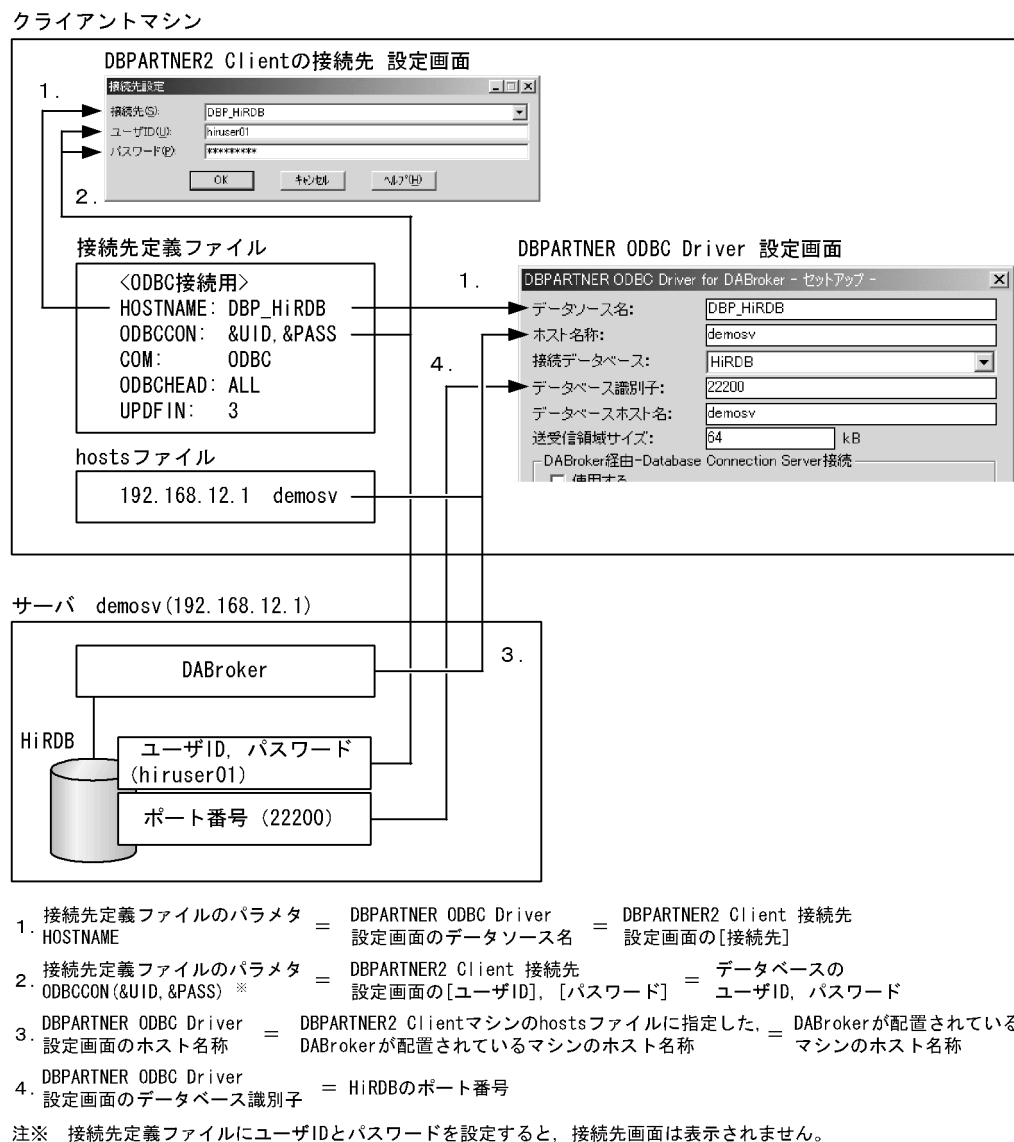 クライアントマシン
DBPARTNER2 Clientの接続先 設定画面
1.
接続先設定
接続先(S): DBP_HiRDB
ユーザID(U): hiruser01
パスワード(P): *********
OK キャンセル ヘルプ(H)
2.
接続先定義ファイル
<ODBC接続用>
HOSTNAME: DBP_HiRDB
ODBCCON: &UID,&PASS
COM: ODBC
ODBCHEAD: ALL
UPDFIN: 3
hostsファイル
192.168.12.1 demosv
DBPARTNER ODBC Driver 設定画面
1.
DBPARTNER ODBC Driver for DABroker - セットアップ -
データソース名: DBP_HiRDB
ホスト名称: demosv
接続データベース: HiRDB
4.
データベース識別子: 22200
データベースホスト名: demosv
送受信領域サイズ: 64 kB
DABroker経由-Database Connection Server接続
使用する
サーバ demosv(192.168.12.1)
3.
DABroker
HiRDB
ユーザID, パスワード
(hiruser01)
ポート番号 (22200)
1. 接続先定義ファイルのパラメタ HOSTNAME = DBPARTNER ODBC Driver 設定画面のデータソース名 = DBPARTNER2 Client 接続先 設定画面の[接続先]
2. 接続先定義ファイルのパラメタ ODBCCON(&UID,&PASS) ※ = DBPARTNER2 Client 接続先 設定画面の[ユーザID], [パスワード] = データベースの ユーザID, パスワード
3. DBPARTNER ODBC Driver 設定画面のホスト名称 = DBPARTNER2 Clientマシンのhostsファイルに指定した, DABrokerが配置されているマシンのホスト名称 = DABrokerが配置されている マシンのホスト名称
4. DBPARTNER ODBC Driver 設定画面のデータベース識別子 = HiRDBのポート番号
注※ 接続先定義ファイルにユーザIDとパスワードを設定すると, 接続先画面は表示されません。